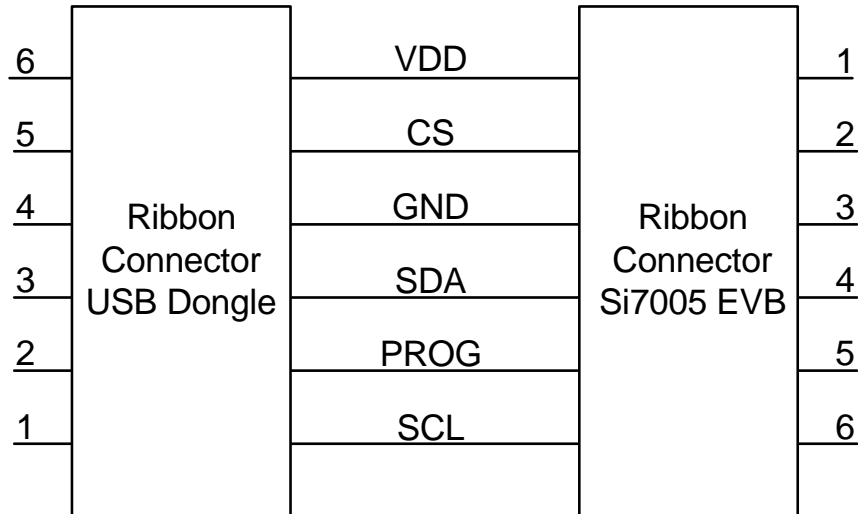 6 VDD 1
5 CS 2
4 GND 3
Ribbon
Connector
USB Dongle
Ribbon
Connector
Si7005 EVB
3 SDA 4
2 PROG 5
1 SCL 6